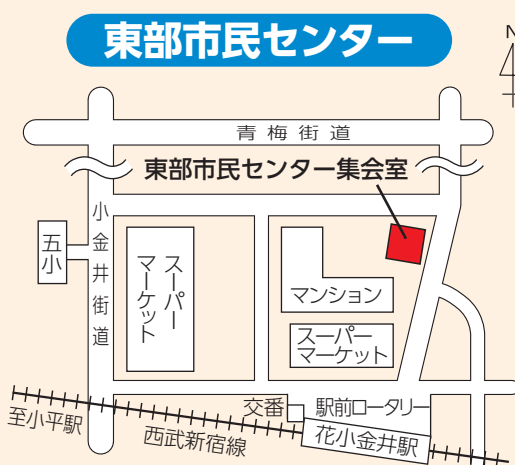 東部市民センター
N
青梅街道
東部市民センター集会室
小金井街道
五小
スーパー
マーケット
マンション
スーパー
マーケット
交番
駅前ロータリー
至小平駅
西武新宿線
花小金井駅